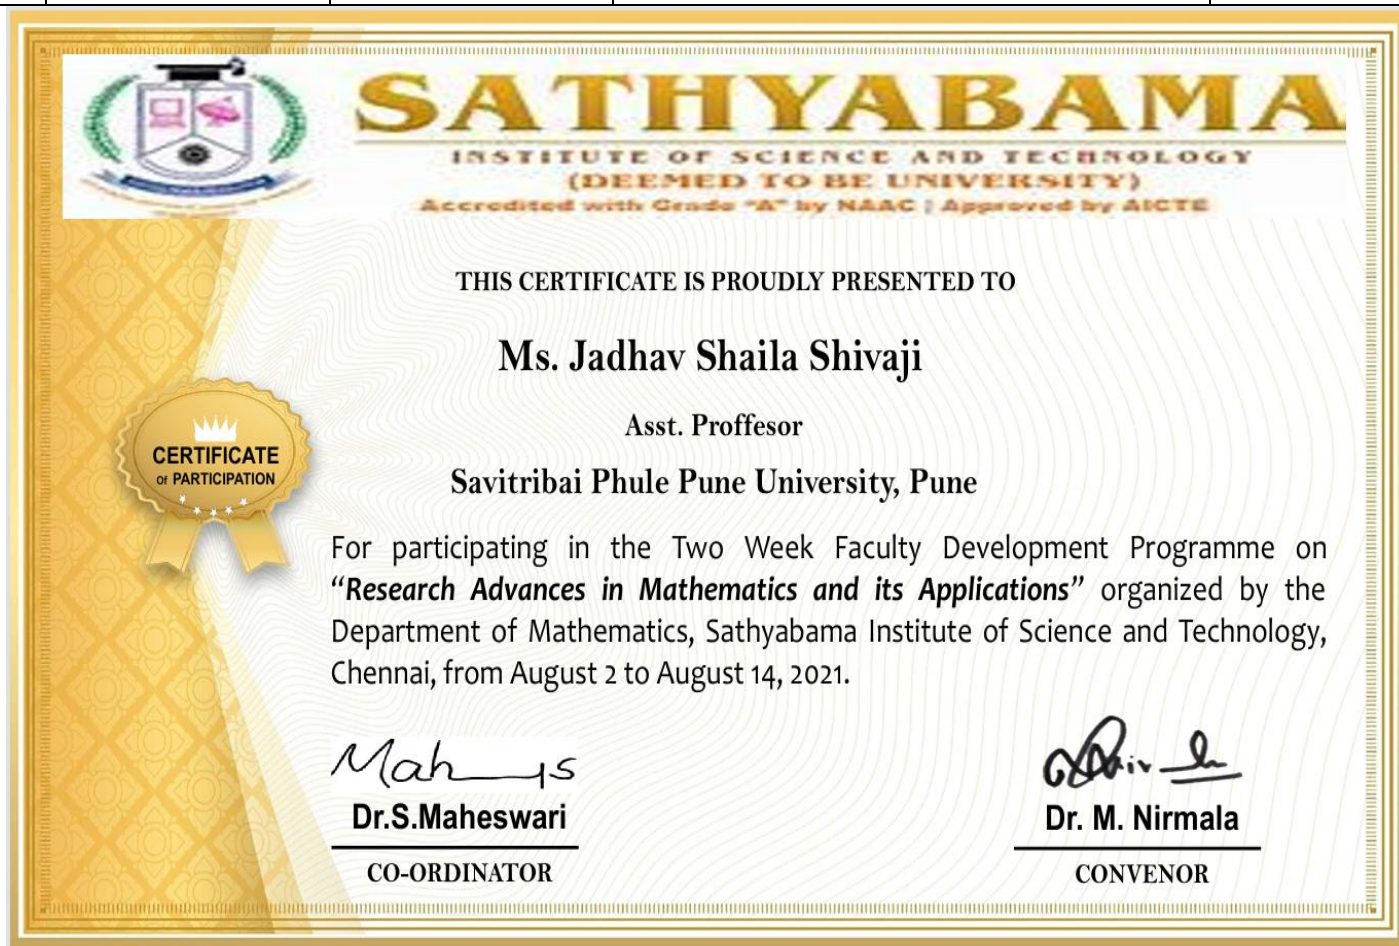 SATHYABAMA
INSTITUTE OF SCIENCE AND TECHNOLOGY
(DEEMED TO BE UNIVERSITY)
Accredited with Grade "A" by NAAC | Approved by AICTE
THIS CERTIFICATE IS PROUDLY PRESENTED TO
Ms. Jadhav Shaila Shivaji
Asst. Proffesor
Savitribai Phule Pune University, Pune
CERTIFICATE
OF PARTICIPATION
For participating in the Two Week Faculty Development Programme on
“Research Advances in Mathematics and its Applications” organized by the
Department of Mathematics, Sathyabama Institute of Science and Technology,
Chennai, from August 2 to August 14, 2021.
Dr.S.Maheswari
CO-ORDINATOR
Dr. M. Nirmala
CONVENOR